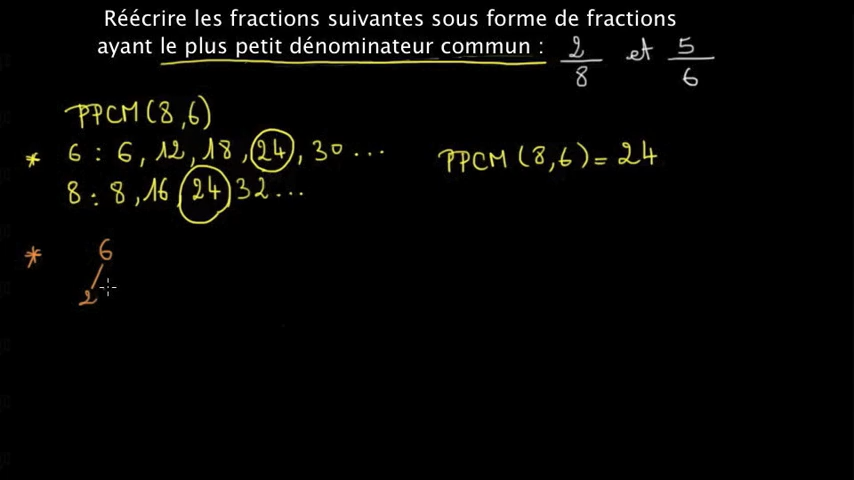 Réécrire les fractions suivantes sous forme de fractions
ayant le plus petit dénominateur commun : 2/8 et 5/6
PPCM(8,6)
* 6 : 6, 12, 18, 24, 30 ...
8 : 8, 16, 24, 32 ...
PPCM(8,6) = 24
* 6
2